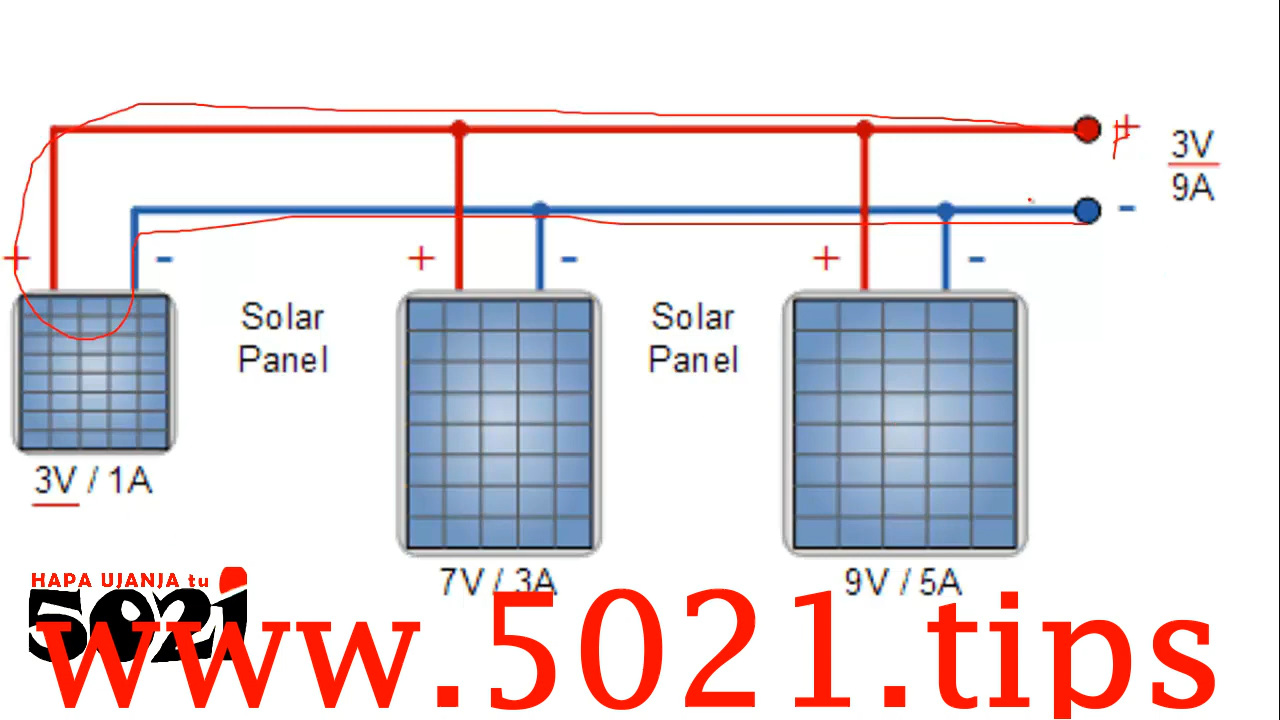 +
-
3V
9A
+
-
+
-
+
-
Solar
Panel
Solar
Panel
3V / 1A
7V / 3A
9V / 5A
HAPA UJANJA tu
5021
www.5021.tips